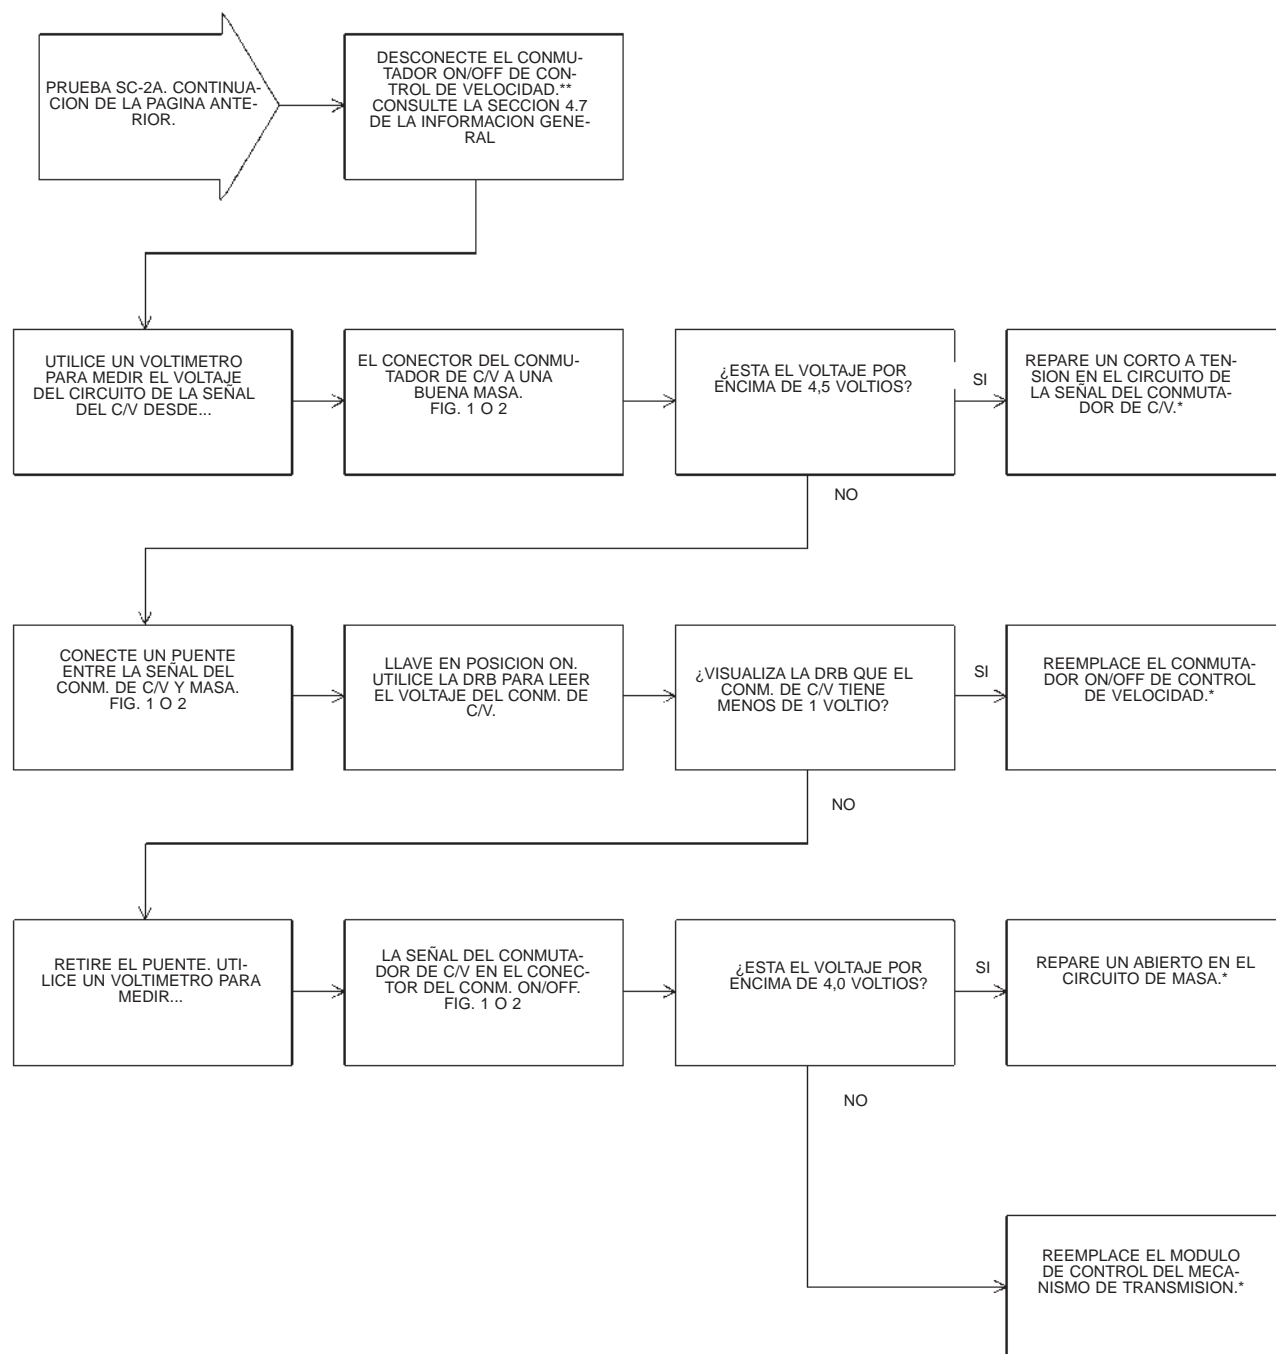 PRUEBA SC-2A. CONTINUA-
CION DE LA PAGINA ANTE-
RIOR.
DESCONECTE EL CONMU-
TADOR ON/OFF DE CON-
TROL DE VELOCIDAD.**
CONSULTE LA SECCION 4.7
DE LA INFORMACION GENE-
RAL
UTILICE UN VOLTIMETRO
PARA MEDIR EL VOLTAJE
DEL CIRCUITO DE LA SEÑAL
DEL C/V DESDE...
EL CONECTOR DEL CONMU-
TADOR DE C/V A UNA
BUENA MASA.
FIG. 1 O 2
¿ESTA EL VOLTAJE POR
ENCIMA DE 4,5 VOLTIOS?
SI
REPARE UN CORTO A TEN-
SION EN EL CIRCUITO DE
LA SEÑAL DEL CONMUTA-
DOR DE C/V.*
NO
CONECTE UN PUENTE
ENTRE LA SEÑAL DEL
CONM. DE C/V Y MASA.
FIG. 1 O 2
LLAVE EN POSICION ON.
UTILICE LA DRB PARA LEER
EL VOLTAJE DEL CONM. DE
C/V.
¿VISUALIZA LA DRB QUE EL
CONM. DE C/V TIENE
MENOS DE 1 VOLTIO?
SI
REEMPLACE EL CONMUTA-
DOR ON/OFF DE CONTROL
DE VELOCIDAD.*
NO
RETIRE EL PUENTE. UTI-
LICE UN VOLTIMETRO PARA
MEDIR...
LA SEÑAL DEL CONMUTA-
DOR DE C/V EN EL CONEC-
TOR DEL CONM. ON/OFF.
FIG. 1 O 2
¿ESTA EL VOLTAJE POR
ENCIMA DE 4,0 VOLTIOS?
SI
REPARE UN ABIERTO EN EL
CIRCUITO DE MASA.*
NO
REEMPLACE EL MODULO
DE CONTROL DEL MECA-
NISMO DE TRANSMISION.*